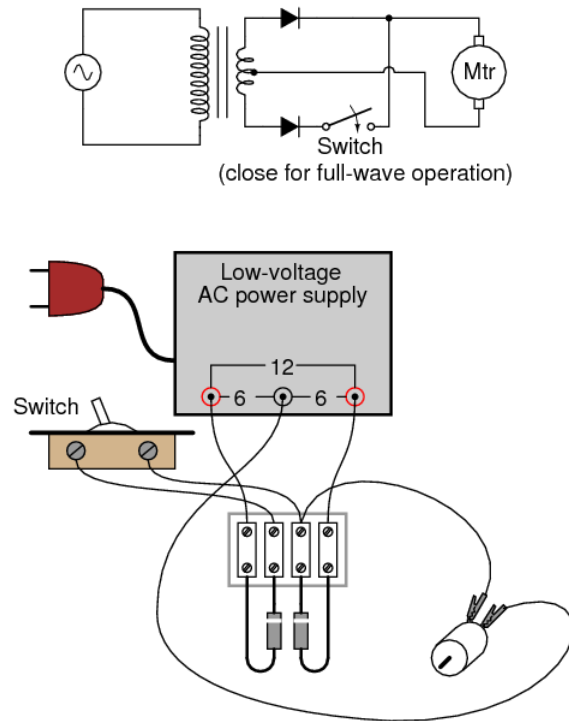 Mtr
Switch
(close for full-wave operation)
Low-voltage
AC power supply
12
6 6
Switch